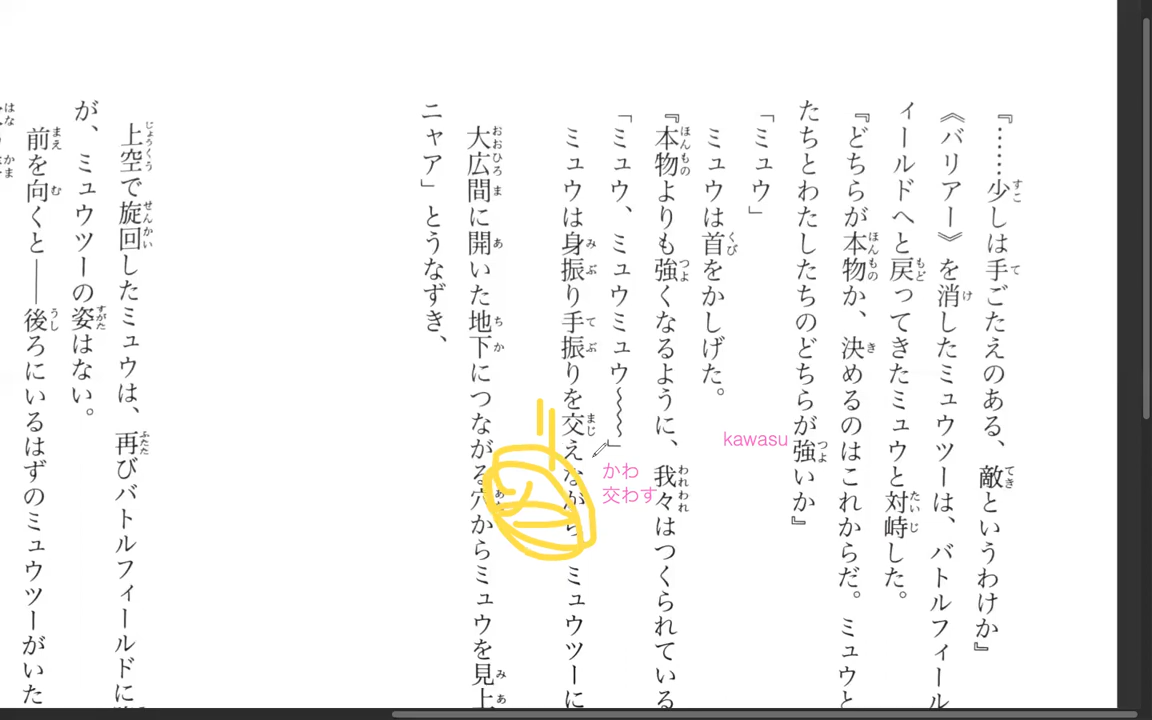 『……少しは手ごたえのある、敵というわけか』
《バリアー》を消したミュウツーは、バトルフィール
ィールドへと戻ってきたミュウと対峙した。
『どちらが本物か、決めるのはこれからだ。ミュウと
たちとわたしたちのどちらが強いか』
「ミュウ」
ミュウは首をかしげた。
『本物よりも強くなるように、我々はつくられている
「ミュウ、ミュウミュウ〜〜〜」
ミュウは身振り手振りを交えながら、ミュウツーに
大広間に開いた地下につながる穴からミュウを見上
ニャア」とうなずき、
上空で旋回したミュウは、再びバトルフィールドに
が、ミュウツーの姿はない。
前を向くと――後ろにいるはずのミュウツーがいた
kawasu
かわ
交わす